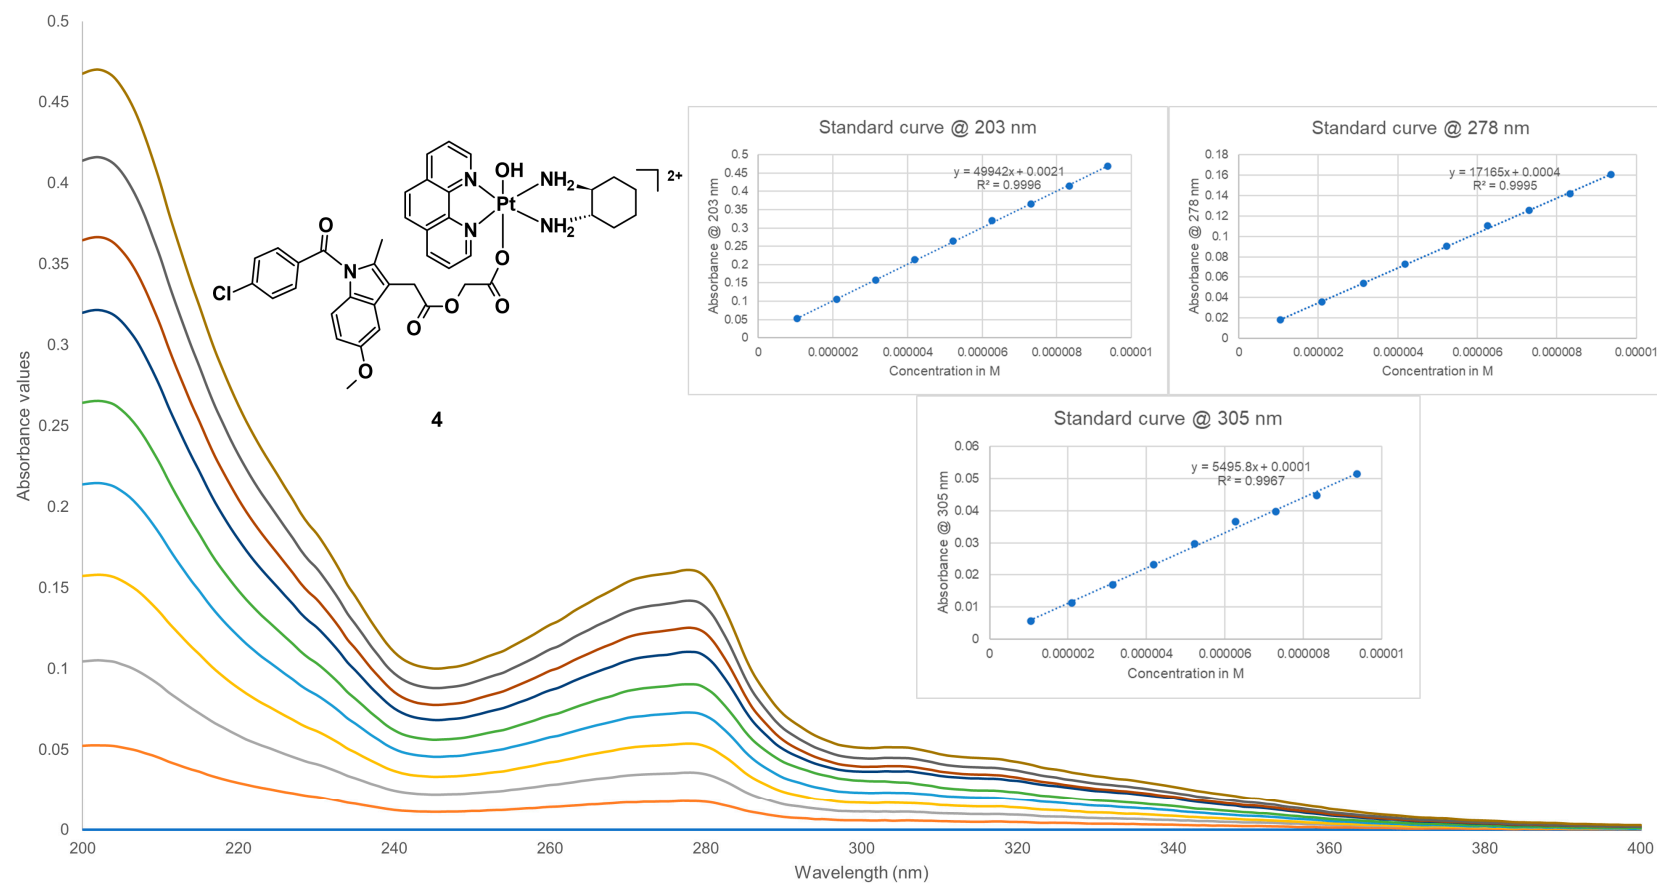 0.5
0.45
0.4
0.35
0.3
0.25
0.2
0.15
0.1
0.05
0
Absorbance values
200
220
240
260
280
300
320
340
360
380
400
Wavelength (nm)
OH
N
NH2
Pt
N
NH2
2+
O
O
O
O
O
N
Cl
O
4
Standard curve @ 203 nm
y = 49942x + 0.0021
R² = 0.9996
0.5
0.45
0.4
0.35
0.3
0.25
0.2
0.15
0.1
0.05
0
Absorbance @ 203 nm
0
0.000002
0.000004
0.000006
0.000008
0.00001
Concentration in M
Standard curve @ 278 nm
y = 17165x + 0.0004
R² = 0.9995
0.18
0.16
0.14
0.12
0.1
0.08
0.06
0.04
0.02
0
Absorbance @ 278 nm
0
0.000002
0.000004
0.000006
0.000008
0.00001
Concentration in M
Standard curve @ 305 nm
y = 5495.8x + 0.0001
R² = 0.9967
0.06
0.05
0.04
0.03
0.02
0.01
0
Absorbance @ 305 nm
0
0.000002
0.000004
0.000006
0.000008
0.00001
Concentration in M